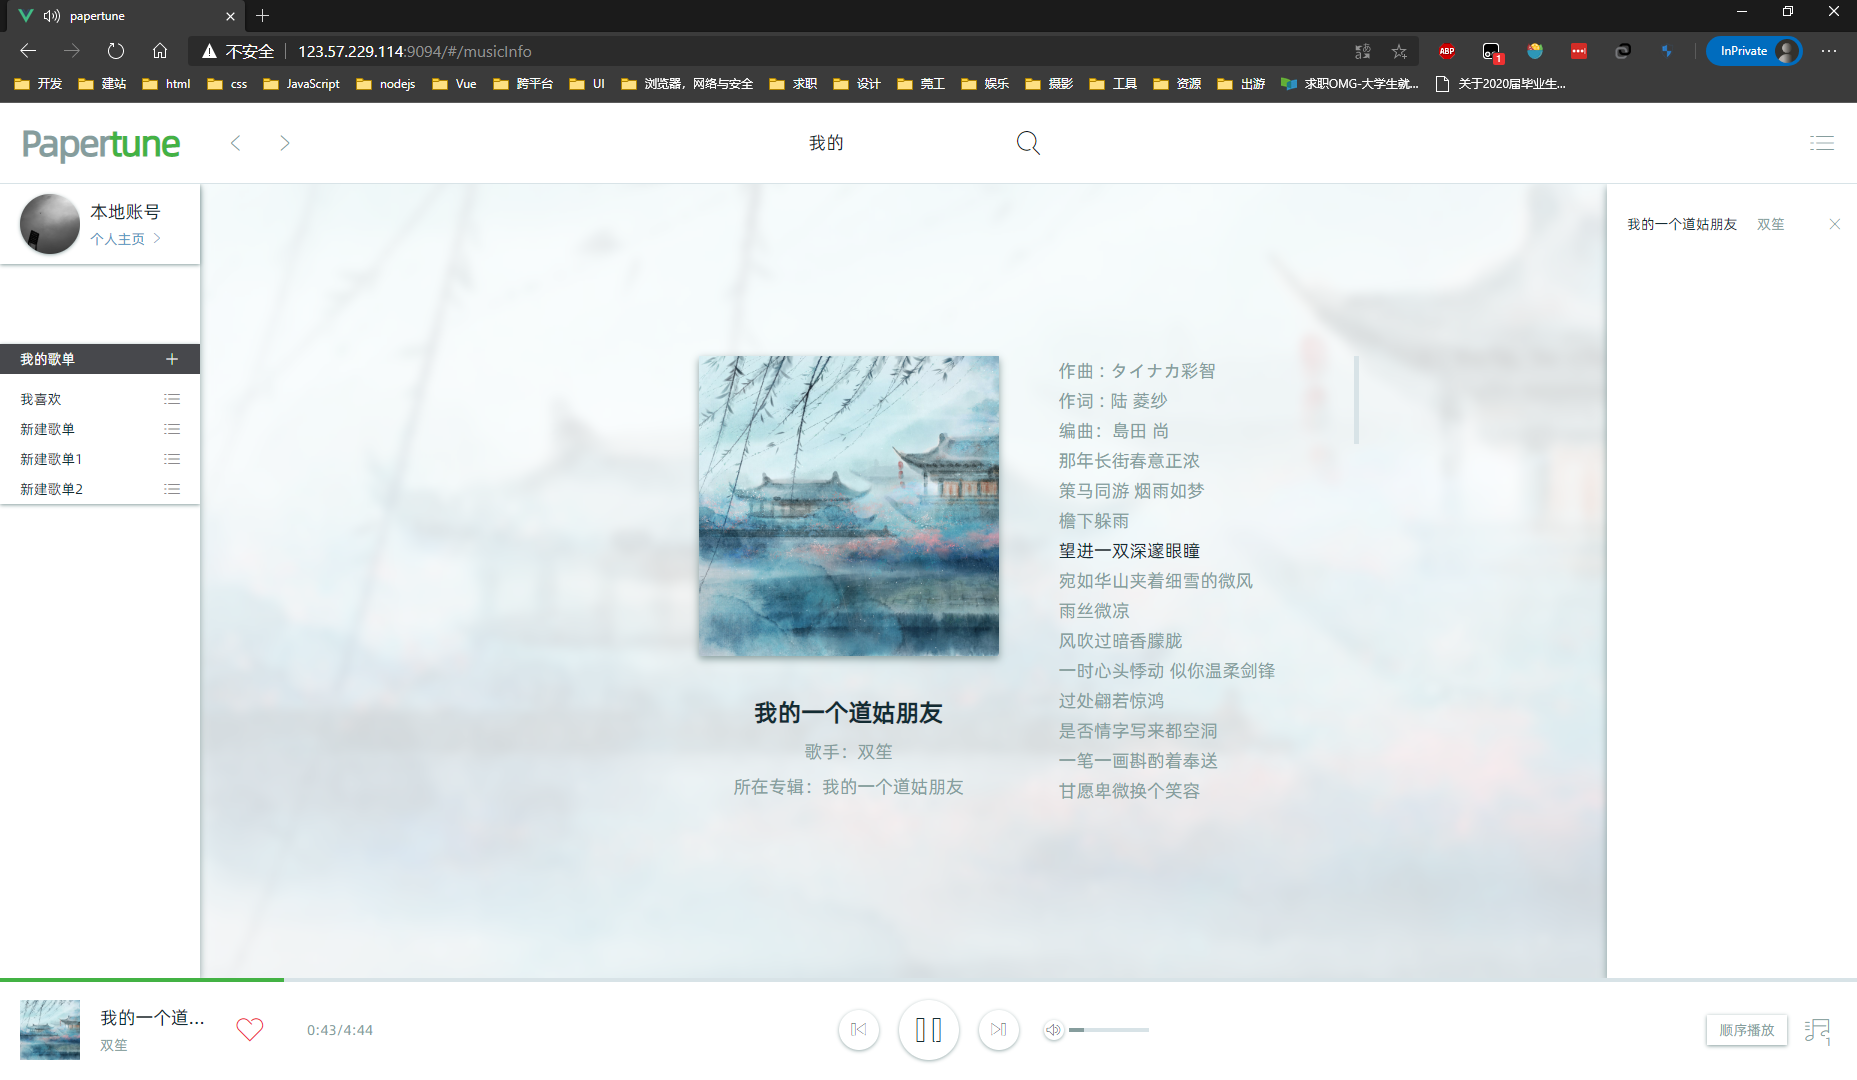 papertune
不安全 123.57.229.114:9094/#/musicInfo
ABP
1
InPrivate
开发 建站 html css JavaScript nodejs Vue 跨平台 UI 浏览器，网络与安全 求职 设计 莞工 娱乐 摄影 工具 资源 出游 求职OMG-大学生就... 关于2020届毕业生...
Papertune
我的
本地账号
个人主页
我的歌单
我喜欢
新建歌单
新建歌单1
新建歌单2
我的一个道姑朋友
歌手：双笙
所在专辑：我的一个道姑朋友
作曲 : タイナカ彩智
作词 : 陆 菱纱
编曲：島田 尚
那年长街春意正浓
策马同游 烟雨如梦
檐下躲雨
望进一双深邃眼瞳
宛如华山夹着细雪的微风
雨丝微凉
风吹过暗香朦胧
一时心头悸动 似你温柔剑锋
过处翩若惊鸿
是否情字写来都空洞
一笔一画斟酌着奉送
甘愿卑微换个笑容
我的一个道姑朋友 双笙
我的一个道...
双笙
0:43/4:44
顺序播放
1